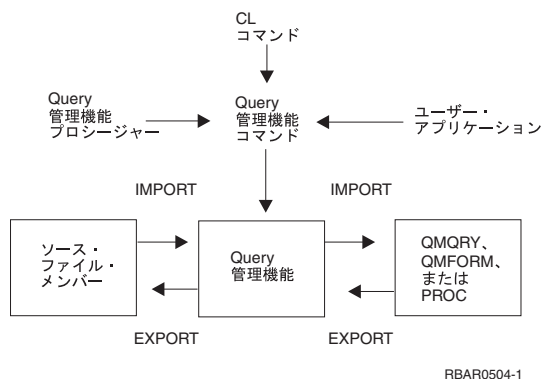 CL
コマンド
Query
管理機能
プロシージャー
Query
管理機能
コマンド
ユーザー・
アプリケーション
IMPORT
IMPORT
ソース・
ファイル・
メンバー
Query
管理機能
QMQRY、
QMFORM、
または
PROC
EXPORT
EXPORT
RBAR0504-1